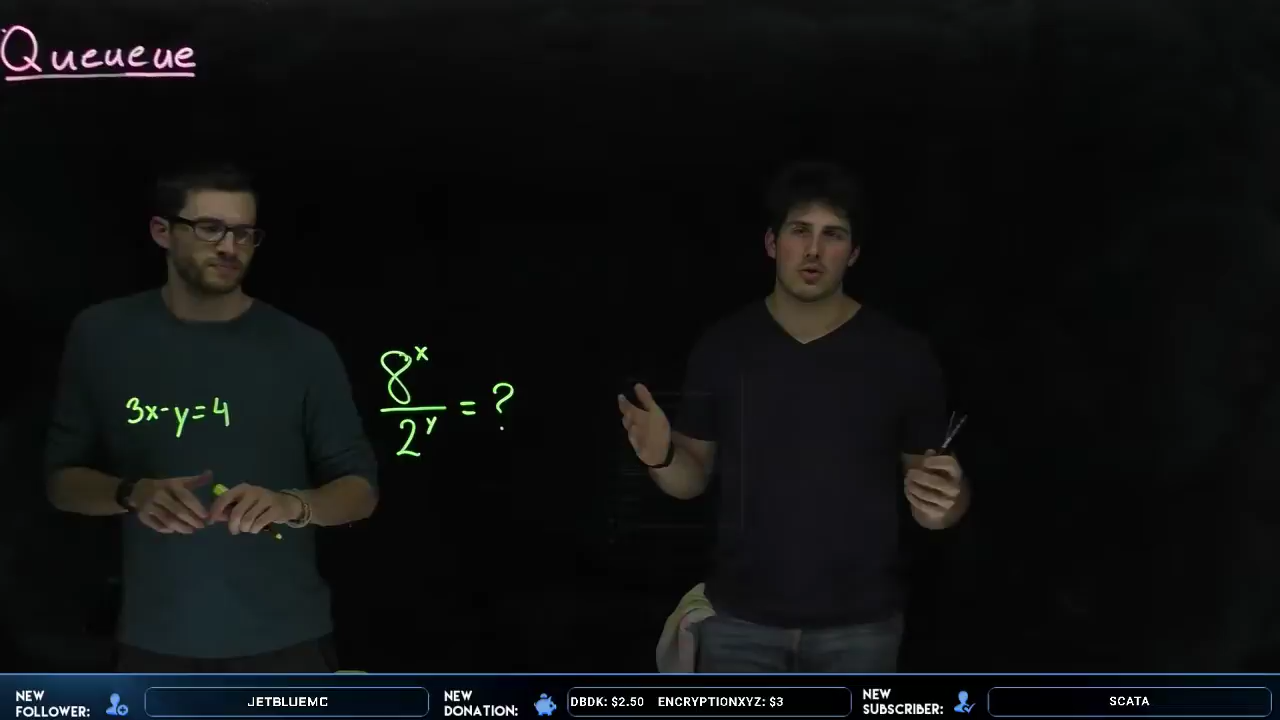 Queueue
3x-y=4
8^x
2^y
= ?
NEW FOLLOWER:
JETBLUEMC
NEW DONATION:
DBDK: $2.50 ENCRYPTIONXYZ: $3
NEW SUBSCRIBER:
SCATA